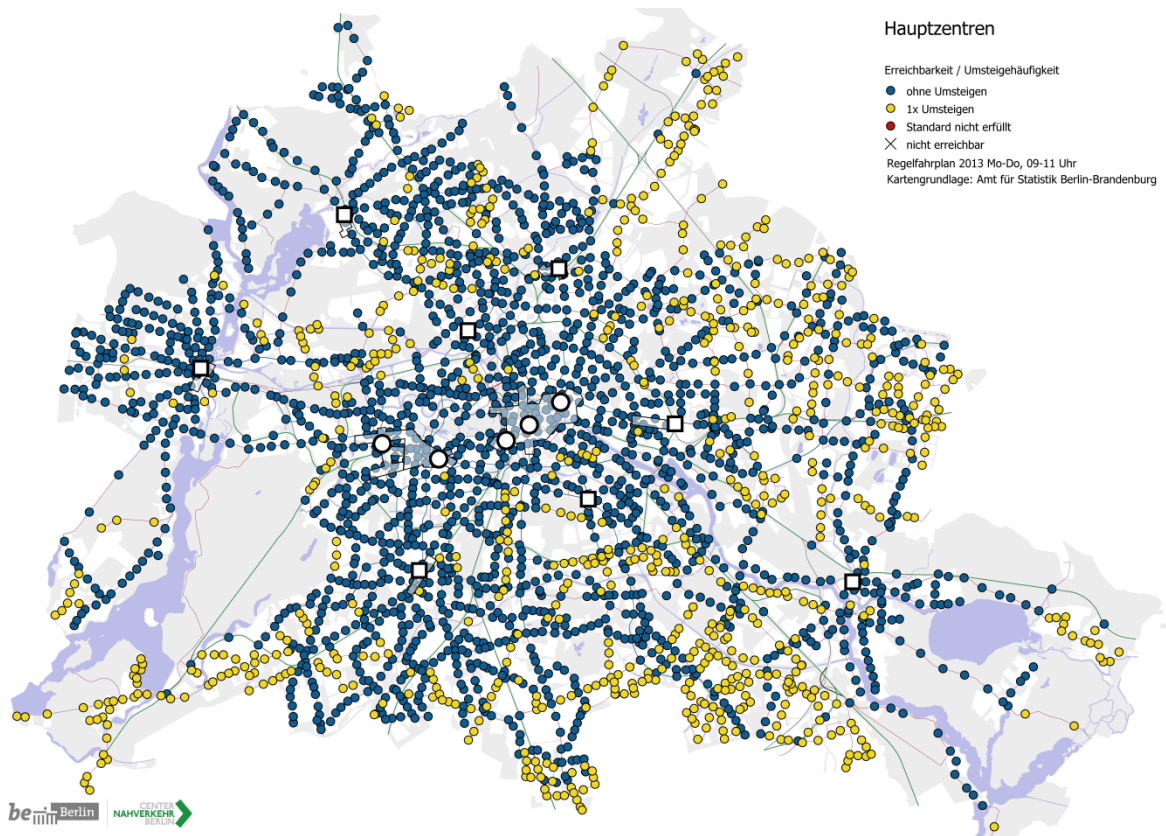 Hauptzentren
Erreichbarkeit / Umsteigehäufigkeit
ohne Umsteigen
1x Umsteigen
Standard nicht erfüllt
nicht erreichbar
Regelfahrplan 2013 Mo-Do, 09-11 Uhr
Kartengrundlage: Amt für Statistik Berlin-Brandenburg
be Berlin
CENTER
NAHVERKEHR
BERLIN